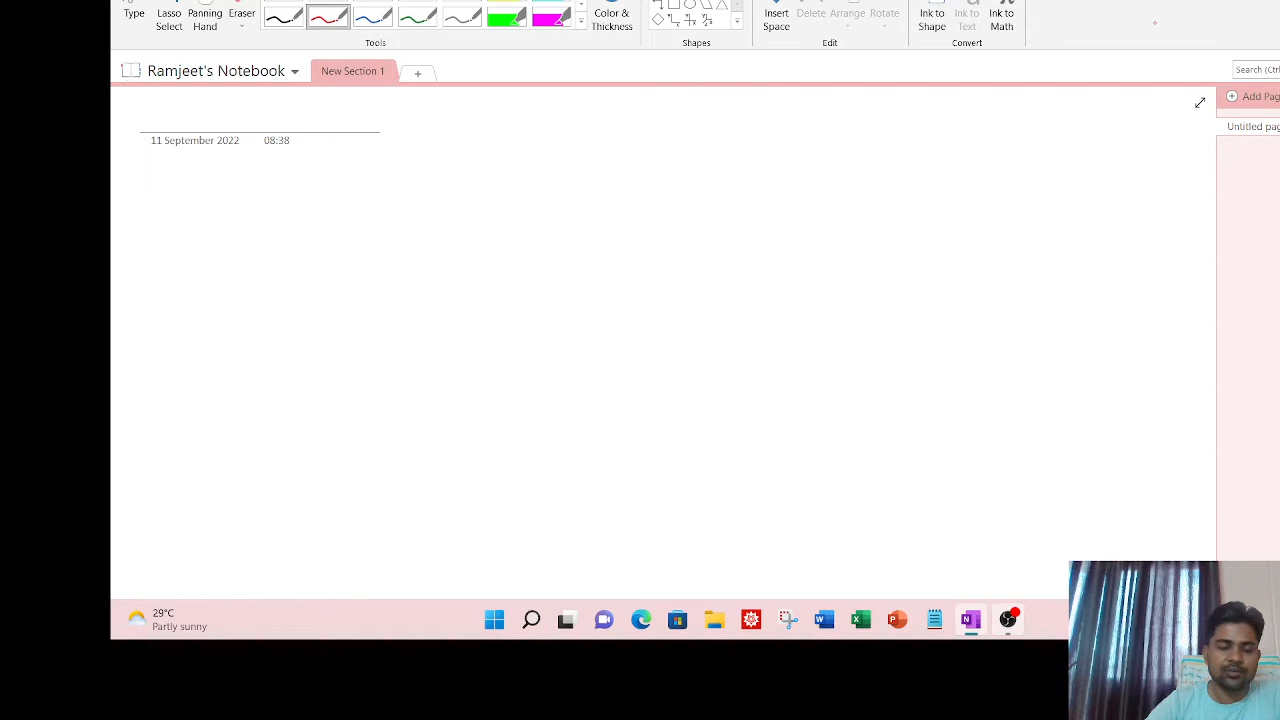 Type
Lasso Select
Panning Hand
Eraser
Color & Thickness
Insert Space
Delete
Arrange
Rotate
Ink to Shape
Ink to Text
Ink to Math
Tools
Shapes
Edit
Convert
Ramjeet's Notebook
New Section 1
Search (Ctrl
Add Pag
Untitled pag
11 September 2022 08:38
29°C
Partly sunny